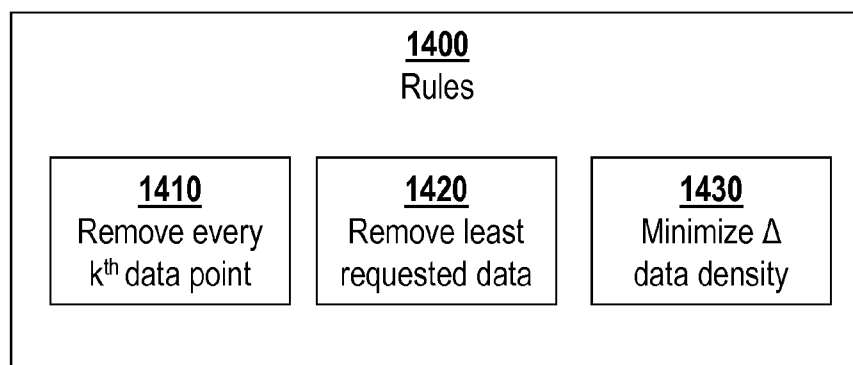 1400
Rules
1410
Remove every
kᵗʰ data point
1420
Remove least
requested data
1430
Minimize Δ
data density